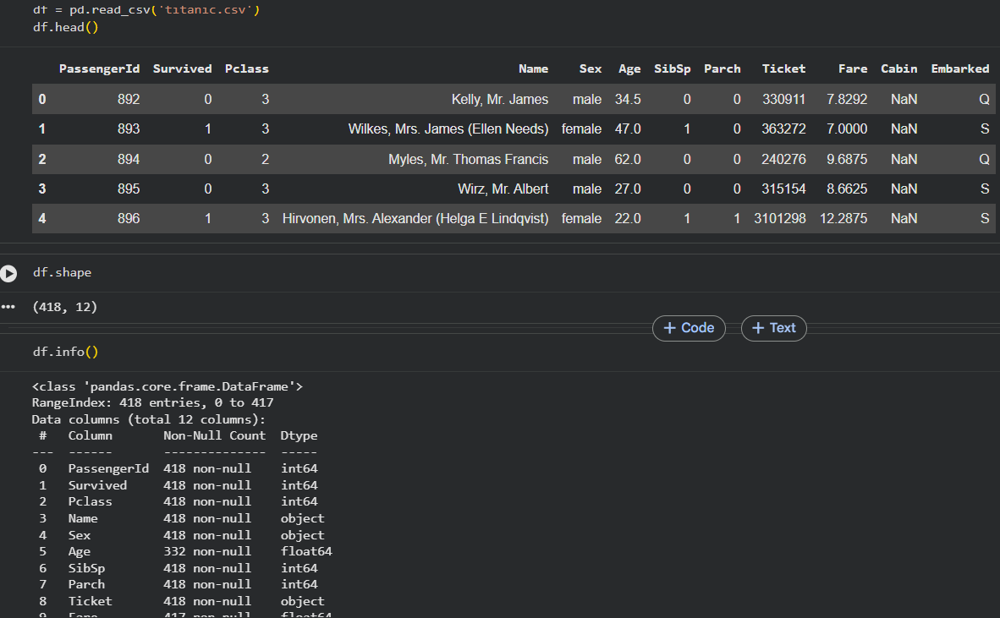 df = pd.read_csv('titanic.csv')
df.head()
PassengerId Survived Pclass Name Sex Age SibSp Parch Ticket Fare Cabin Embarked
0 892 0 3 Kelly, Mr. James male 34.5 0 0 330911 7.8292 NaN Q
1 893 1 3 Wilkes, Mrs. James (Ellen Needs) female 47.0 1 0 363272 7.0000 NaN S
2 894 0 2 Myles, Mr. Thomas Francis male 62.0 0 0 240276 9.6875 NaN Q
3 895 0 3 Wirz, Mr. Albert male 27.0 0 0 315154 8.6625 NaN S
4 896 1 3 Hirvonen, Mrs. Alexander (Helga E Lindqvist) female 22.0 1 1 3101298 12.2875 NaN S
df.shape
(418, 12)
+ Code + Text
df.info()
<class 'pandas.core.frame.DataFrame'>
RangeIndex: 418 entries, 0 to 417
Data columns (total 12 columns):
# Column Non-Null Count Dtype
--- ------ -------------- -----
0 PassengerId 418 non-null int64
1 Survived 418 non-null int64
2 Pclass 418 non-null int64
3 Name 418 non-null object
4 Sex 418 non-null object
5 Age 332 non-null float64
6 SibSp 418 non-null int64
7 Parch 418 non-null int64
8 Ticket 418 non-null object
9 Fare 417 non-null float64